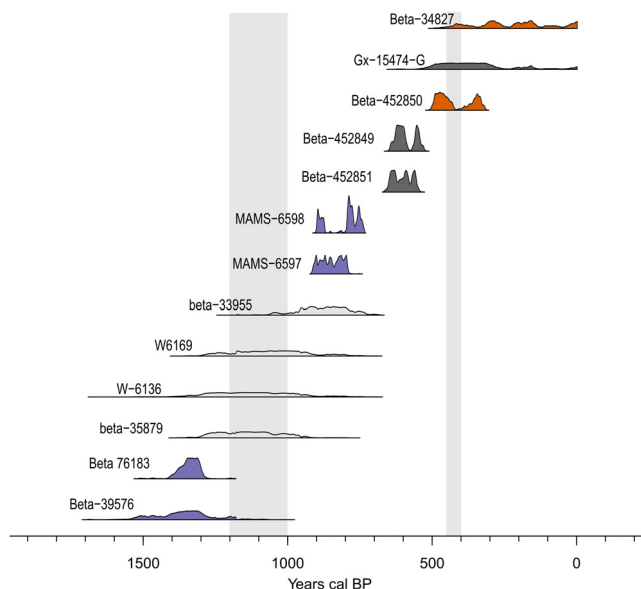 Beta−34827
Gx−15474−G
Beta−452850
Beta−452849
Beta−452851
MAMS−6598
MAMS−6597
beta−33955
W6169
W−6136
beta−35879
Beta 76183
Beta−39576
1500 1000 500 0
Years cal BP